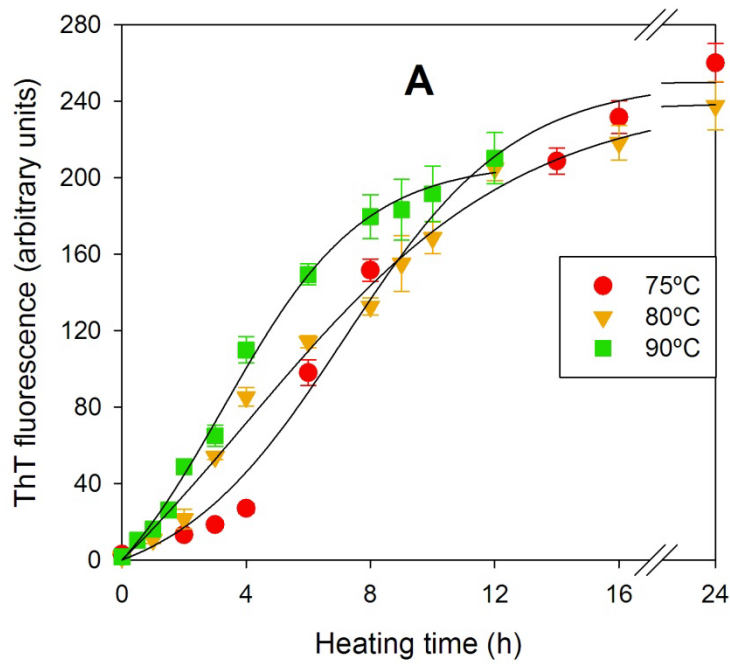 280
240
200
160
120
80
40
0
ThT fluorescence (arbitrary units)
A
75ºC
80ºC
90ºC
0 4 8 12 16 24
Heating time (h)